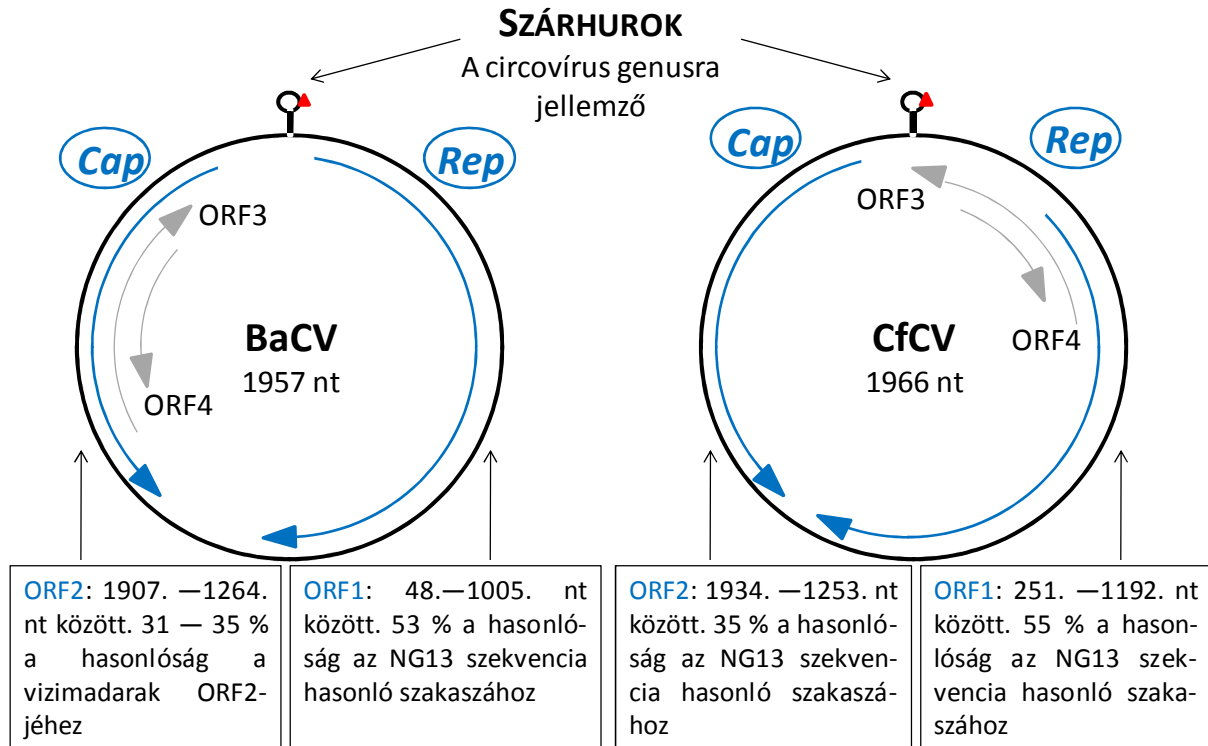 SZÁRHUROK
A circovírus genusra
jellemző
Cap
Rep
ORF3
BaCV
1957 nt
ORF4
Cap
Rep
ORF3
CfCV
1966 nt
ORF4
ORF2: 1907. —1264.
nt között. 31 — 35 %
a hasonlóság a
vizimadarak ORF2-
jéhez
ORF1: 48.—1005. nt
között. 53 % a hasonló-
ság az NG13 szekvencia
hasonló szakaszához
ORF2: 1934. —1253. nt
között. 35 % a hasonló-
ság az NG13 szekven-
cia hasonló szakaszá-
hoz
ORF1: 251. —1192. nt
között. 55 % a hason-
lóság az NG13 szek-
vencia hasonló szaka-
szához